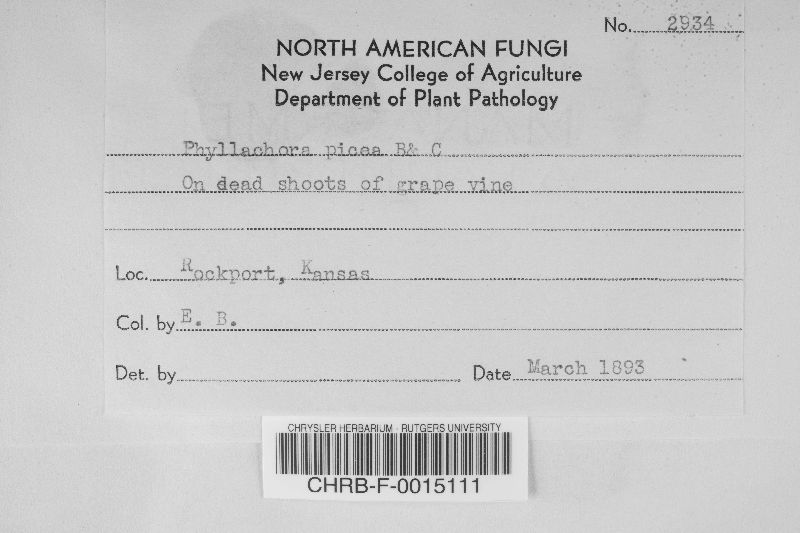 No. 2934
NORTH AMERICAN FUNGI
New Jersey College of Agriculture
Department of Plant Pathology
Phyllachora picea B& C
On dead shoots of grape vine
Loc. Rockport, Kansas
Col. by E. B.
Det. by
Date March 1893
CHRYSLER HERBARIUM - RUTGERS UNIVERSITY
CHRB-F-0015111